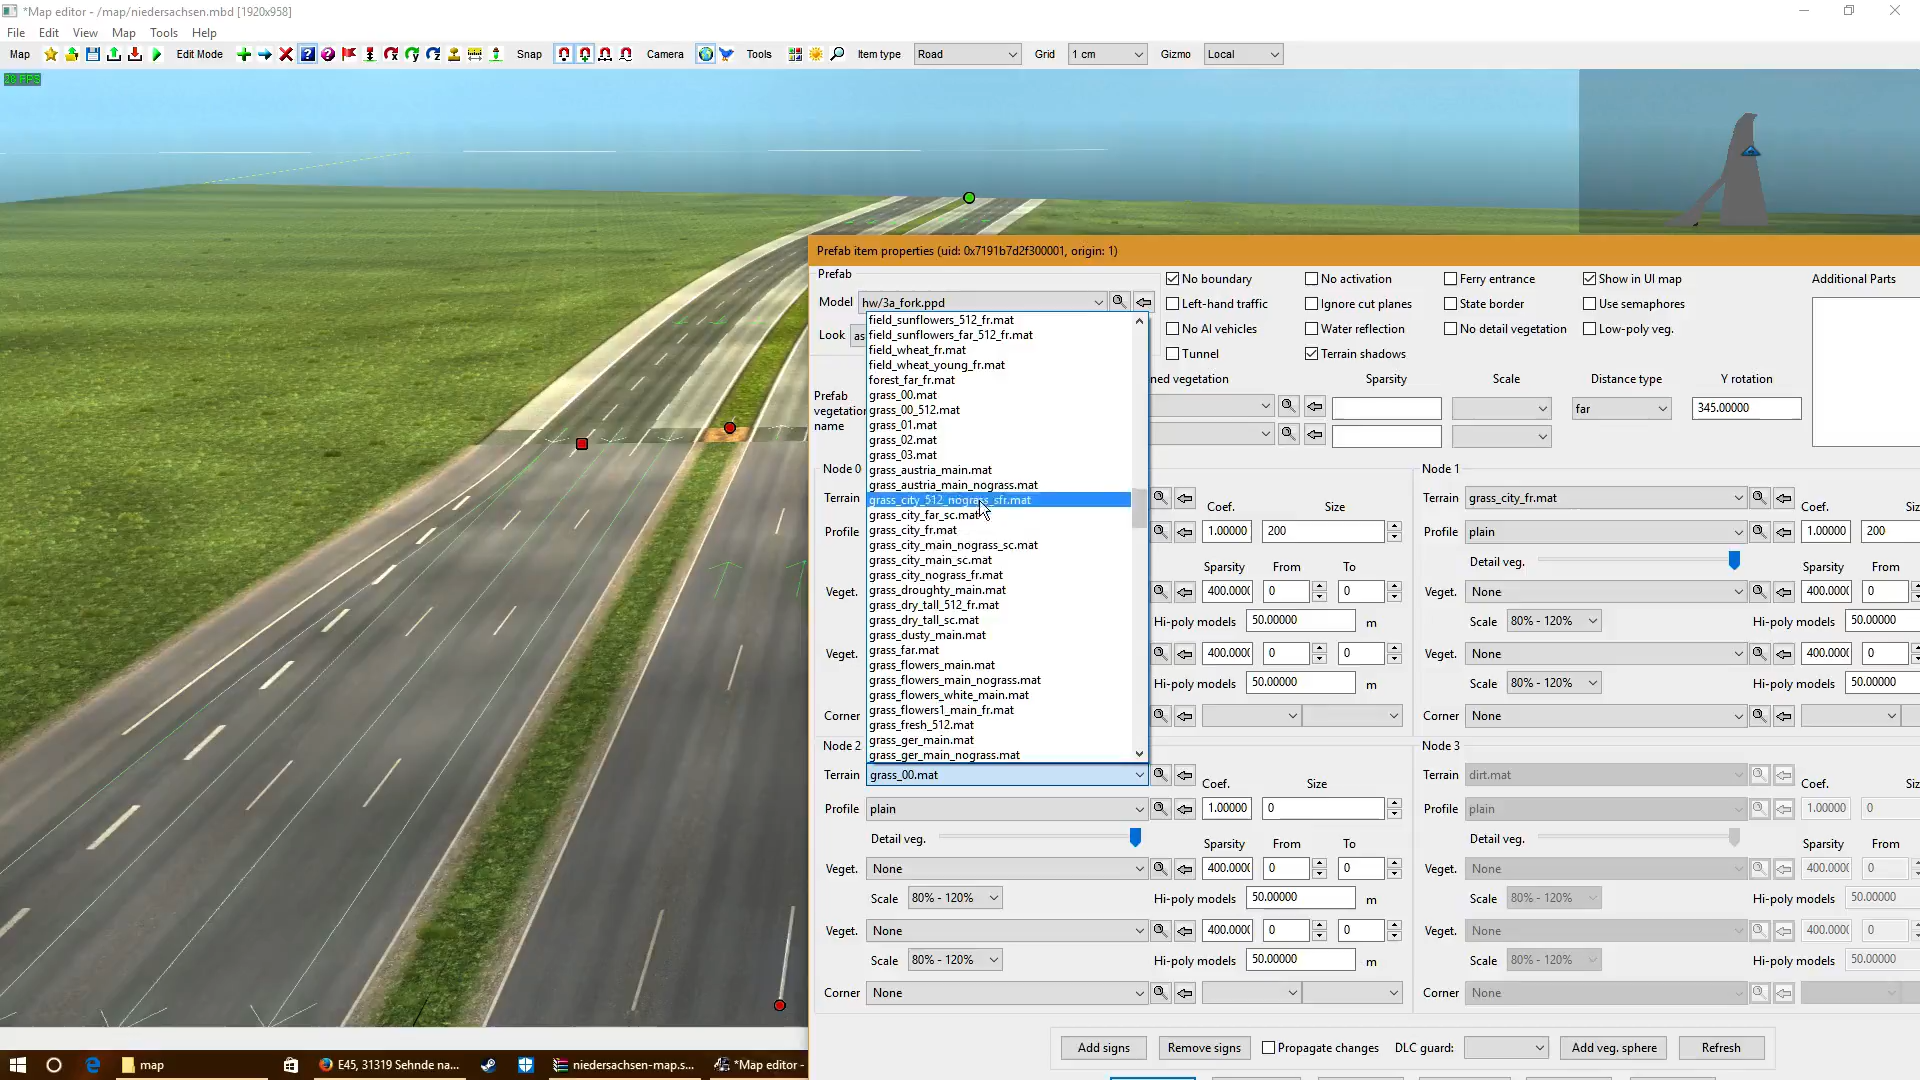 *Map editor - /map/niedersachsen.mbd [1920x958]
File Edit View Map Tools Help
Map Edit Mode Snap Camera Tools Item type Road Grid 1 cm Gizmo Local
28 FPS
Prefab item properties (uid: 0x7191b7d2f300001, origin: 1)
Prefab
Model hw/3a_fork.ppd
Look as
No boundary No activation Ferry entrance Show in UI map Additional Parts
Left-hand traffic Ignore cut planes State border Use semaphores
No AI vehicles Water reflection No detail vegetation Low-poly veg.
Tunnel Terrain shadows
ned vegetation Sparsity Scale Distance type Y rotation
Prefab
vegetation
name
far 345.00000
field_sunflowers_512_fr.mat
field_sunflowers_far_512_fr.mat
field_wheat_fr.mat
field_wheat_young_fr.mat
forest_far_fr.mat
grass_00.mat
grass_00_512.mat
grass_01.mat
grass_02.mat
grass_03.mat
grass_austria_main.mat
grass_austria_main_nograss.mat
grass_city_512_nograss_sfr.mat
grass_city_far_sc.mat
grass_city_fr.mat
grass_city_main_nograss_sc.mat
grass_city_main_sc.mat
grass_city_nograss_fr.mat
grass_droughty_main.mat
grass_dry_tall_512_fr.mat
grass_dry_tall_sc.mat
grass_dusty_main.mat
grass_far.mat
grass_flowers_main.mat
grass_flowers_main_nograss.mat
grass_flowers_white_main.mat
grass_flowers1_main_fr.mat
grass_fresh_512.mat
grass_ger_main.mat
grass_ger_main_nograss.mat
Node 0
Terrain Coef. Size
Profile 1.00000 200
Sparsity From To
Veget. 400.000 0 0
Hi-poly models 50.00000 m
Veget. 400.000 0 0
Hi-poly models 50.00000 m
Corner
Node 1
Terrain grass_city_fr.mat Coef. Siz
Profile plain 1.00000 200
Detail veg. Sparsity From
Veget. None 400.000 0
Scale 80% - 120% Hi-poly models 50.00000
Veget. None 400.000 0
Scale 80% - 120% Hi-poly models 50.00000
Corner None
Node 2
Terrain grass_00.mat Coef. Size
Profile plain 1.00000 0
Detail veg. Sparsity From To
Veget. None 400.000 0 0
Scale 80% - 120% Hi-poly models 50.00000 m
Veget. None 400.000 0 0
Scale 80% - 120% Hi-poly models 50.00000 m
Corner None
Node 3
Terrain dirt.mat Coef. Siz
Profile plain 1.00000 0
Detail veg. Sparsity From
Veget. None 400.000 0
Scale 80% - 120% Hi-poly models 50.00000
Veget. None 400.000 0
Scale 80% - 120% Hi-poly models 50.00000
Corner None
Add signs Remove signs Propagate changes DLC guard: Add veg. sphere Refresh
map E45, 31319 Sehnde na... niedersachsen-map.s... *Map editor -